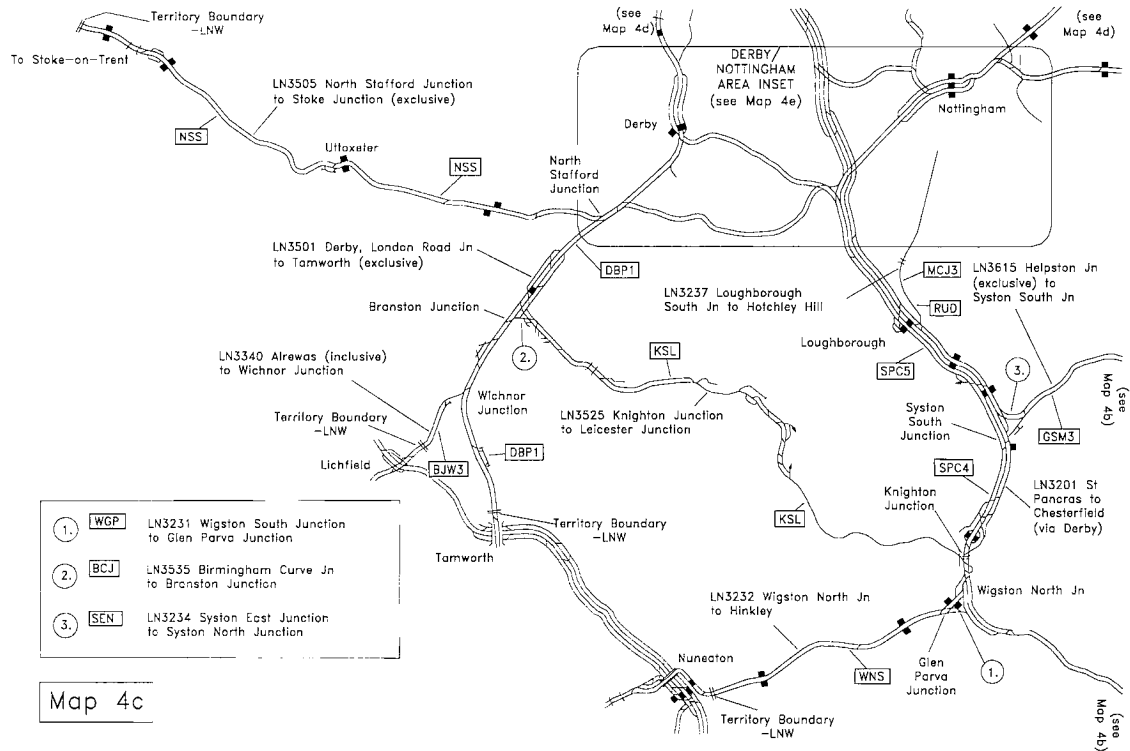 Territory Boundary
-LNW
To Stoke-on-Trent
LN3505 North Stafford Junction
to Stoke Junction (exclusive)
NSS
Uttoxeter
NSS
(see
Map 4d)
DERBY/
NOTTINGHAM
AREA INSET
(see Map 4e)
(see
Map 4d)
Derby
Nottingham
North
Stafford
Junction
LN3501 Derby, London Road Jn
to Tamworth (exclusive)
DBP1
Branston Junction
2.
LN3237 Loughborough
South Jn to Hotchley Hill
MCJ3
RUD
LN3615 Helpston Jn
(exclusive) to
Syston South Jn
Loughborough
SPC5
3.
(see
Map 4b)
LN3340 Alrewas (inclusive)
to Wichnor Junction
KSL
Wichnor
Junction
LN3525 Knighton Junction
to Leicester Junction
Syston
South
Junction
GSM3
Territory Boundary
-LNW
Lichfield
BJW3
DBP1
SPC4
Knighton
Junction
LN3201 St
Pancras to
Chesterfield
(via Derby)
KSL
Territory Boundary
-LNW
Tamworth
Wigston North Jn
LN3232 Wigston North Jn
to Hinkley
Nuneaton
WNS
Glen
Parva
Junction
1.
Territory Boundary
-LNW
(see
Map 4b)
1. WGP LN3231 Wigston South Junction
to Glen Parva Junction
2. BCJ LN3535 Birmingham Curve Jn
to Branston Junction
3. SEN LN3234 Syston East Junction
to Syston North Junction
Map 4c